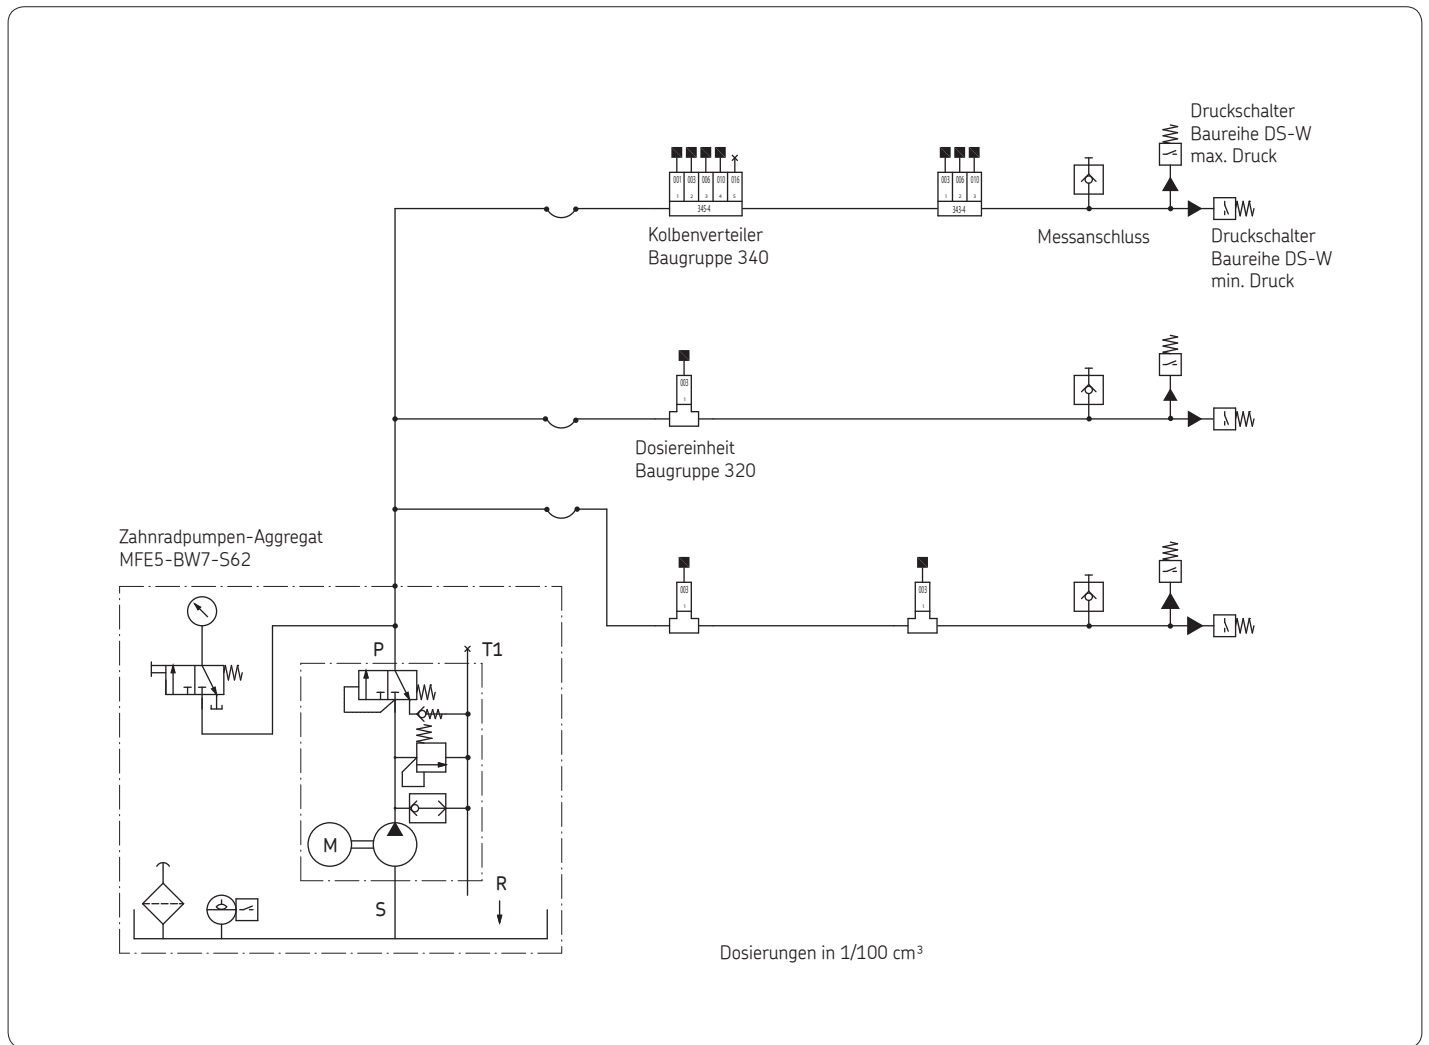 Druckschalter
Baureihe DS-W
max. Druck
001 003 006 010 016
1 2 3 4 5
345-4
003 006 010
1 2 3
343-4
Kolbenverteiler
Baugruppe 340
Messanschluss
Druckschalter
Baureihe DS-W
min. Druck
003
1
Dosiereinheit
Baugruppe 320
Zahnradpumpen-Aggregat
MFE5-BW7-S62
003
1
003
1
P
T1
M
R
S
Dosierungen in 1/100 cm³